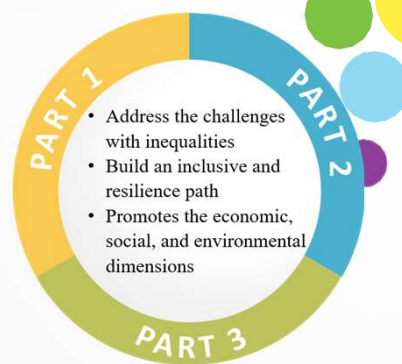 PART 1
PART 2
• Address the challenges
with inequalities
• Build an inclusive and
resilience path
• Promotes the economic,
social, and environmental
dimensions
PART 3